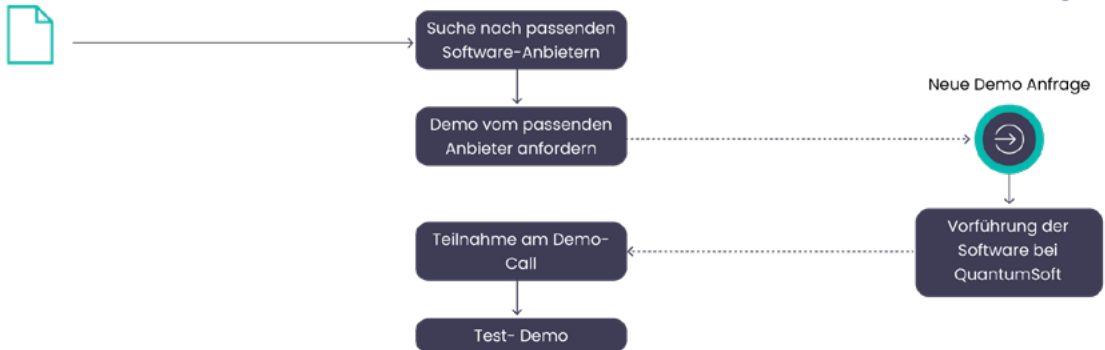 Suche nach passenden
Software-Anbietern
Neue Demo Anfrage
Demo vom passenden
Anbieter anfordern
Vorführung der
Software bei
QuantumSoft
Teilnahme am Demo-
Call
Test- Demo